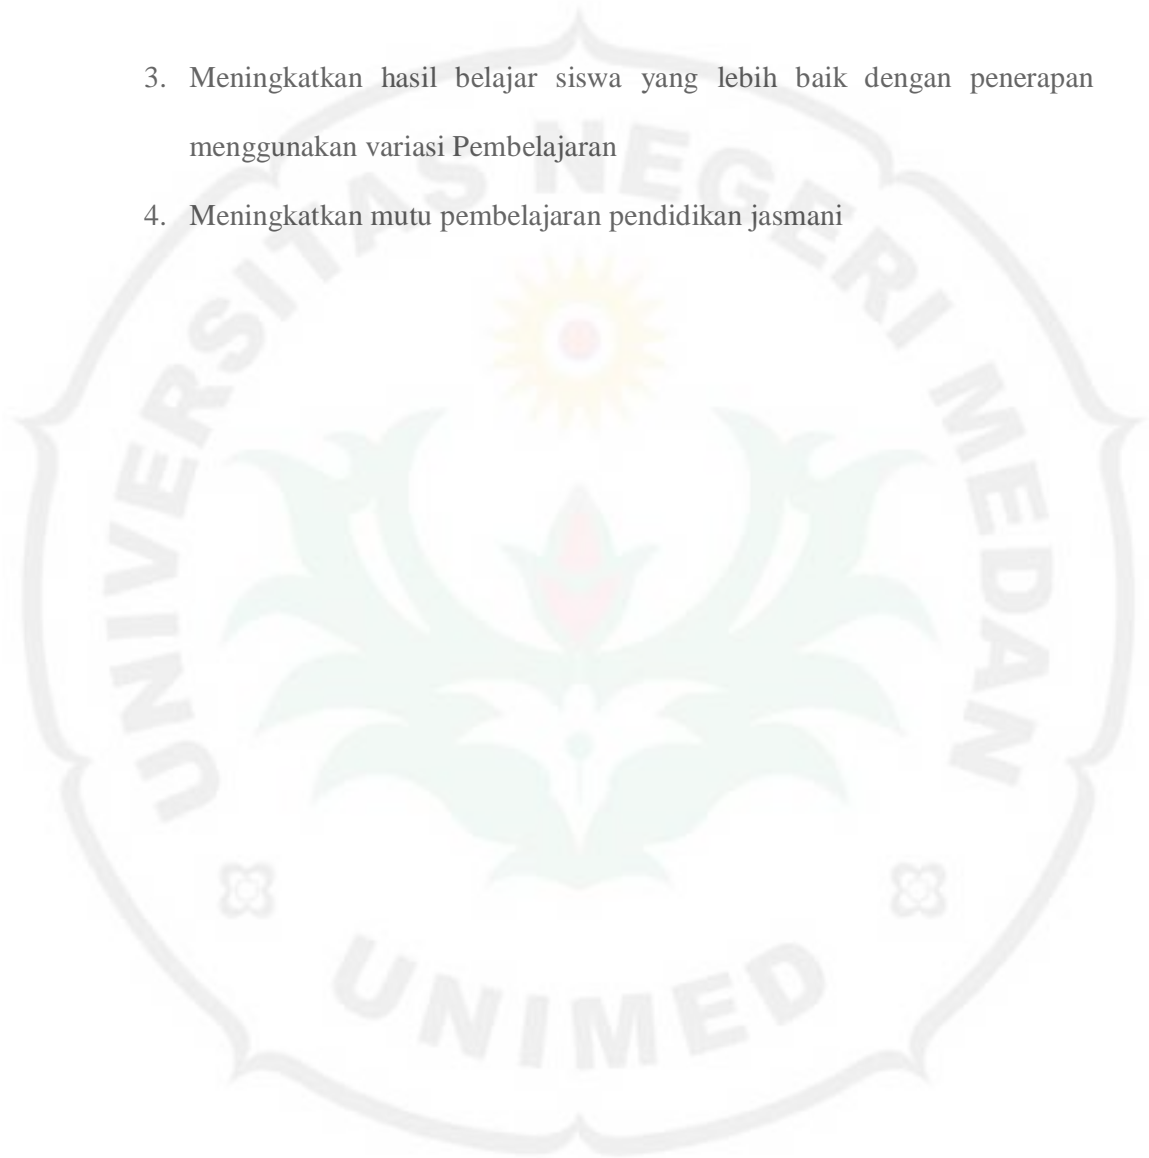 3. Meningkatkan hasil belajar siswa yang lebih baik dengan penerapan
menggunakan variasi Pembelajaran
4. Meningkatkan mutu pembelajaran pendidikan jasmani
UNIVERSITAS NEGERI MEDAN
UNIMED